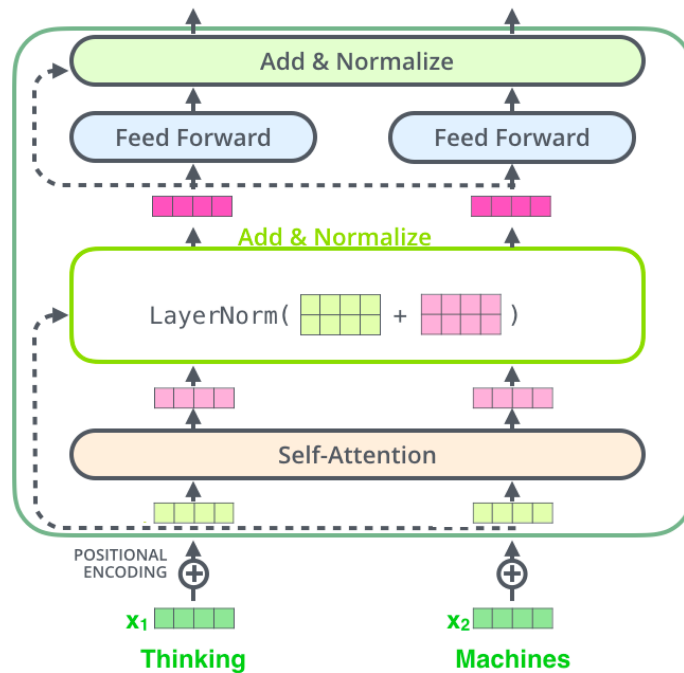 Add & Normalize
Feed Forward Feed Forward
Add & Normalize
LayerNorm( + )
Self-Attention
POSITIONAL
ENCODING
x₁ x₂
Thinking Machines